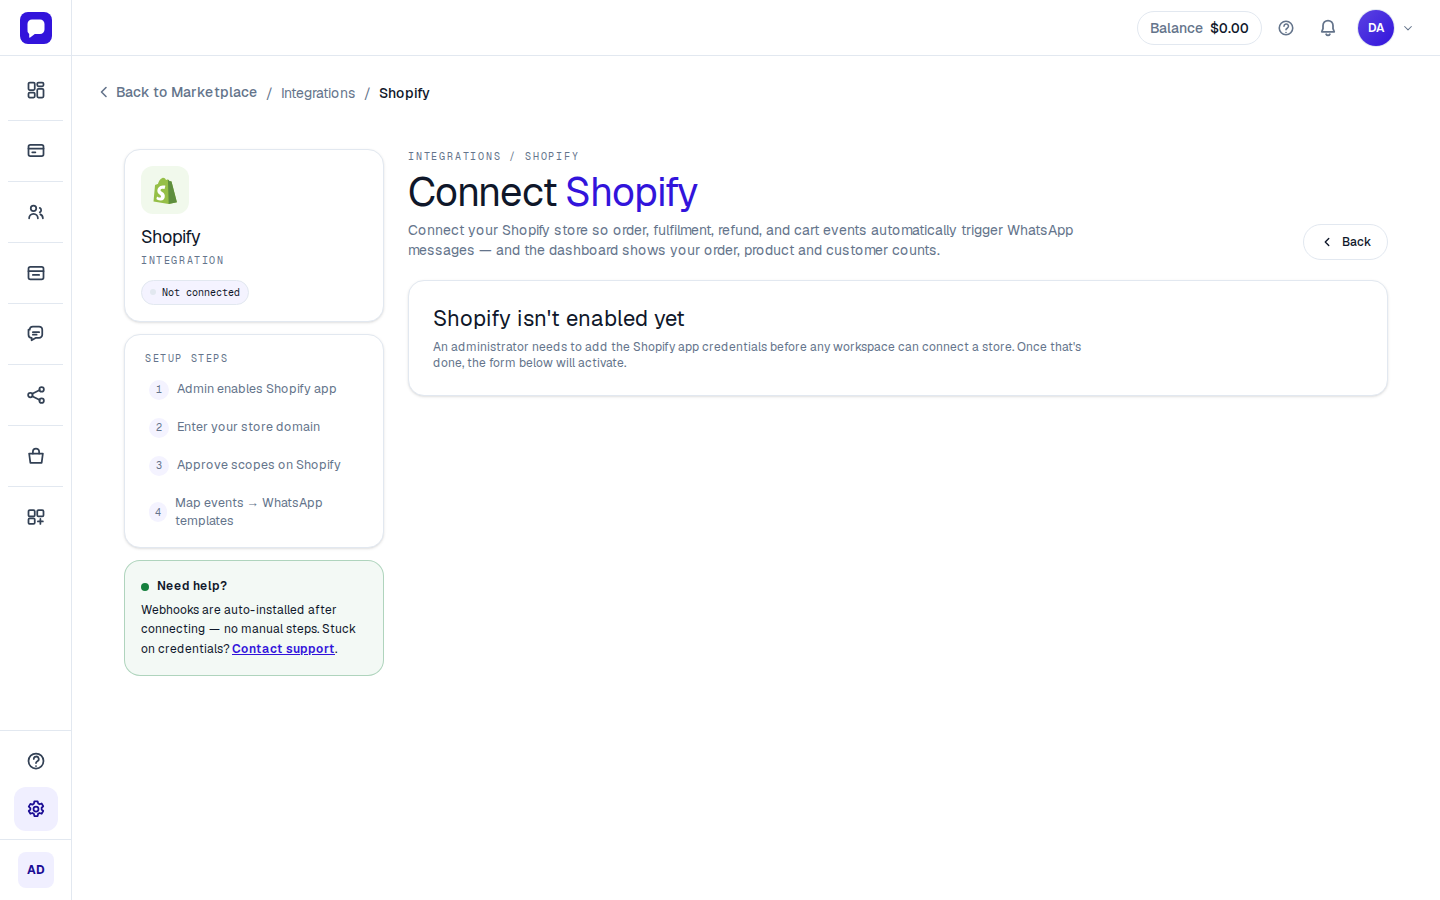 Balance $0.00
DA
Back to Marketplace / Integrations / Shopify
Shopify
INTEGRATION
Not connected
SETUP STEPS
1 Admin enables Shopify app
2 Enter your store domain
3 Approve scopes on Shopify
4 Map events → WhatsApp
templates
Need help?
Webhooks are auto-installed after
connecting — no manual steps. Stuck
on credentials? Contact support.
INTEGRATIONS / SHOPIFY
Connect Shopify
Connect your Shopify store so order, fulfilment, refund, and cart events automatically trigger WhatsApp
messages — and the dashboard shows your order, product and customer counts.
Back
Shopify isn't enabled yet
An administrator needs to add the Shopify app credentials before any workspace can connect a store. Once that's
done, the form below will activate.
AD